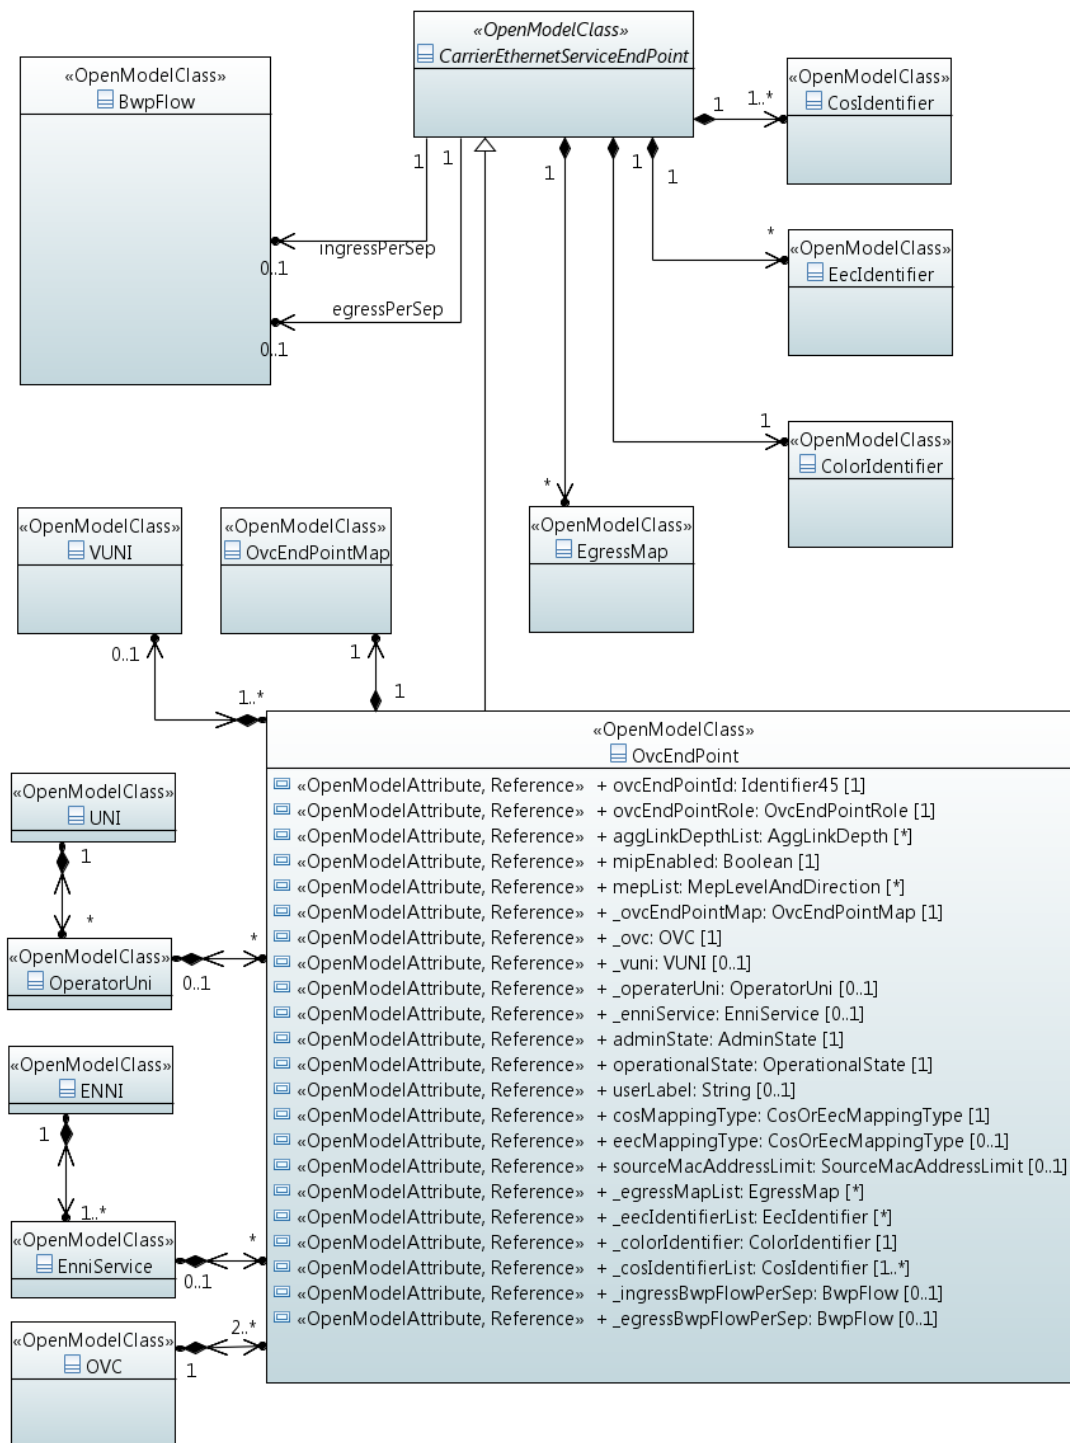 «OpenModelClass»
CarrierEthernetServiceEndPoint
«OpenModelClass»
BwpFlow
«OpenModelClass»
CosIdentifier
1
1..*
1
1
1
1
1
ingressPerSep
0..1
egressPerSep
0..1
*
«OpenModelClass»
EecIdentifier
1
«OpenModelClass»
ColorIdentifier
*
«OpenModelClass»
EgressMap
«OpenModelClass»
VUNI
«OpenModelClass»
OvcEndPointMap
0..1
1
1..*
1
«OpenModelClass»
OvcEndPoint
«OpenModelAttribute, Reference» + ovcEndPointId: Identifier45 [1]
«OpenModelAttribute, Reference» + ovcEndPointRole: OvcEndPointRole [1]
«OpenModelAttribute, Reference» + aggLinkDepthList: AggLinkDepth [*]
«OpenModelAttribute, Reference» + mipEnabled: Boolean [1]
«OpenModelAttribute, Reference» + mepList: MepLevelAndDirection [*]
«OpenModelAttribute, Reference» + _ovcEndPointMap: OvcEndPointMap [1]
«OpenModelAttribute, Reference» + _ovc: OVC [1]
«OpenModelAttribute, Reference» + _vuni: VUNI [0..1]
«OpenModelAttribute, Reference» + _operaterUni: OperatorUni [0..1]
«OpenModelAttribute, Reference» + _enniService: EnniService [0..1]
«OpenModelAttribute, Reference» + adminState: AdminState [1]
«OpenModelAttribute, Reference» + operationalState: OperationalState [1]
«OpenModelAttribute, Reference» + userLabel: String [0..1]
«OpenModelAttribute, Reference» + cosMappingType: CosOrEecMappingType [1]
«OpenModelAttribute, Reference» + eecMappingType: CosOrEecMappingType [0..1]
«OpenModelAttribute, Reference» + sourceMacAddressLimit: SourceMacAddressLimit [0..1]
«OpenModelAttribute, Reference» + _egressMapList: EgressMap [*]
«OpenModelAttribute, Reference» + _eecIdentifierList: EecIdentifier [*]
«OpenModelAttribute, Reference» + _colorIdentifier: ColorIdentifier [1]
«OpenModelAttribute, Reference» + _cosIdentifierList: CosIdentifier [1..*]
«OpenModelAttribute, Reference» + _ingressBwpFlowPerSep: BwpFlow [0..1]
«OpenModelAttribute, Reference» + _egressBwpFlowPerSep: BwpFlow [0..1]
«OpenModelClass»
UNI
1
*
«OpenModelClass»
OperatorUni
0..1
*
«OpenModelClass»
ENNI
1
1..*
«OpenModelClass»
EnniService
0..1
*
«OpenModelClass»
OVC
1
2..*